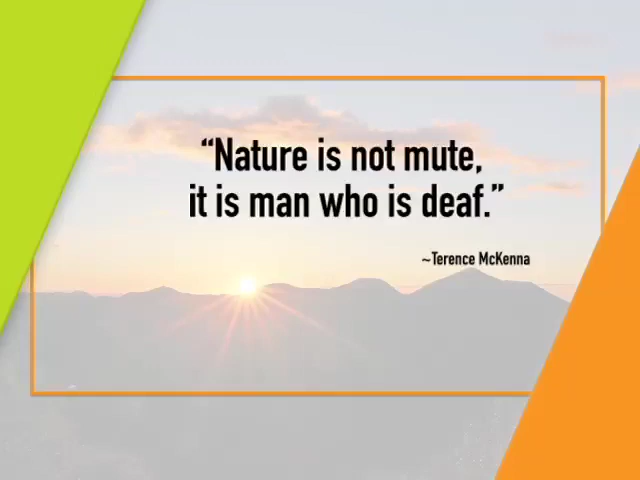 “Nature is not mute,
it is man who is deaf.”
~Terence McKenna